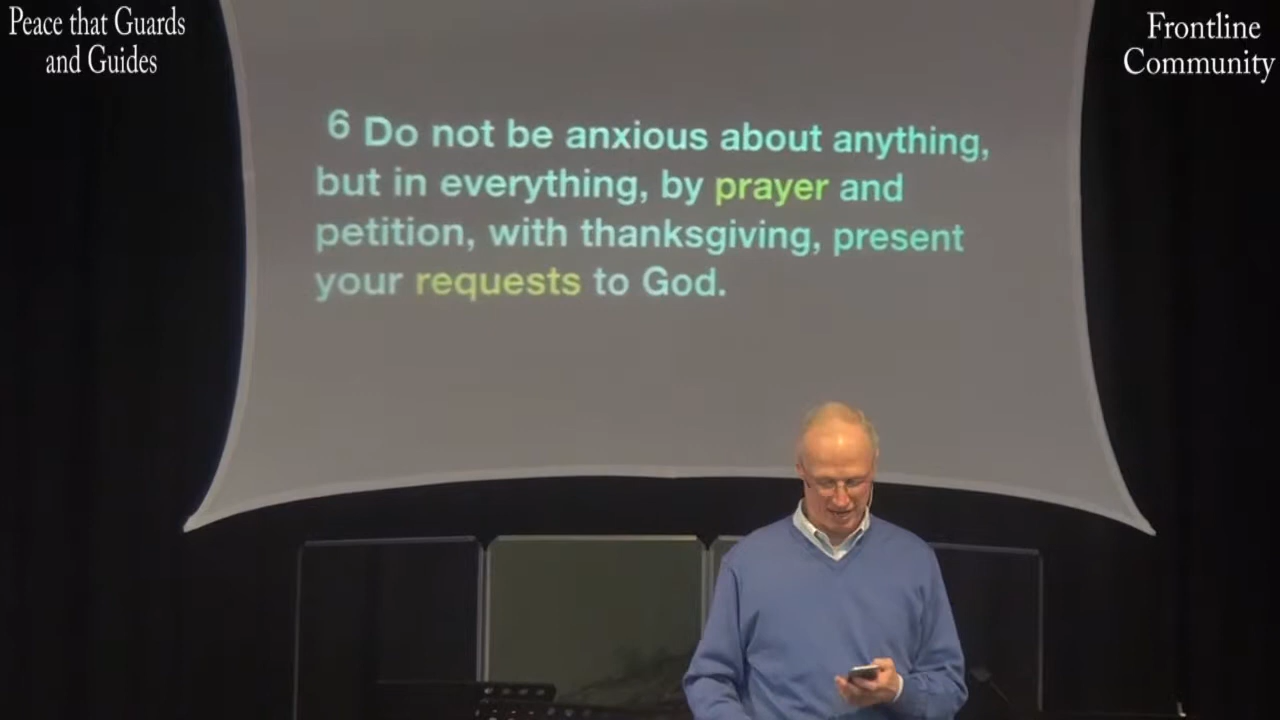 Peace that Guards
and Guides
Frontline
Community
6 Do not be anxious about anything,
but in everything, by prayer and
petition, with thanksgiving, present
your requests to God.